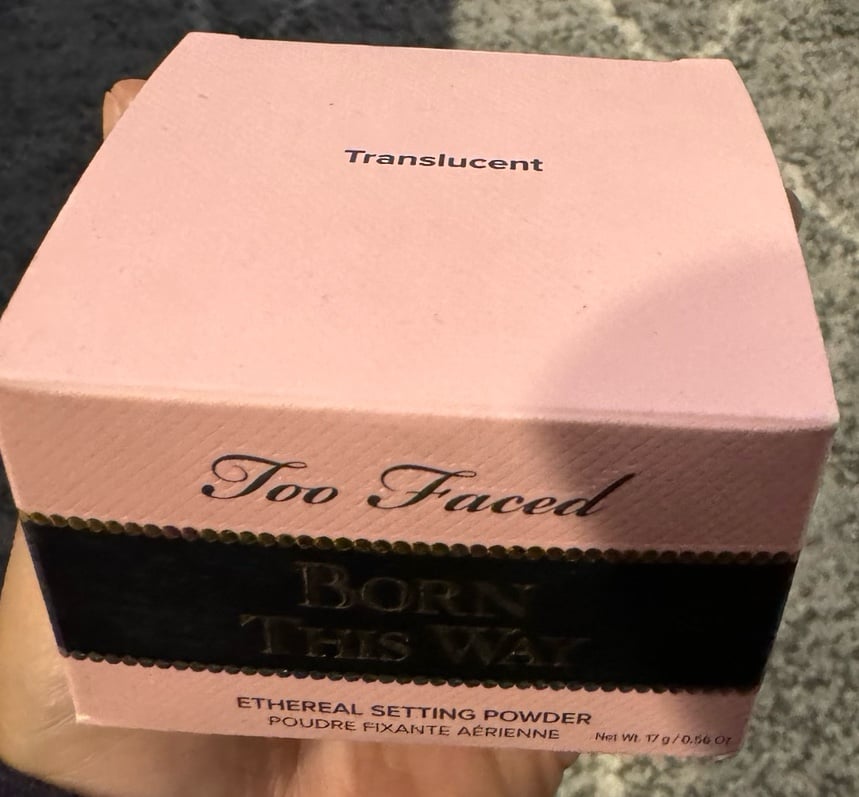 Translucent
Too Faced
BORN
THIS WAY
ETHEREAL SETTING POWDER
POUDRE FIXANTE AÉRIENNE
Net Wt. 17 g / 0.56 Oz